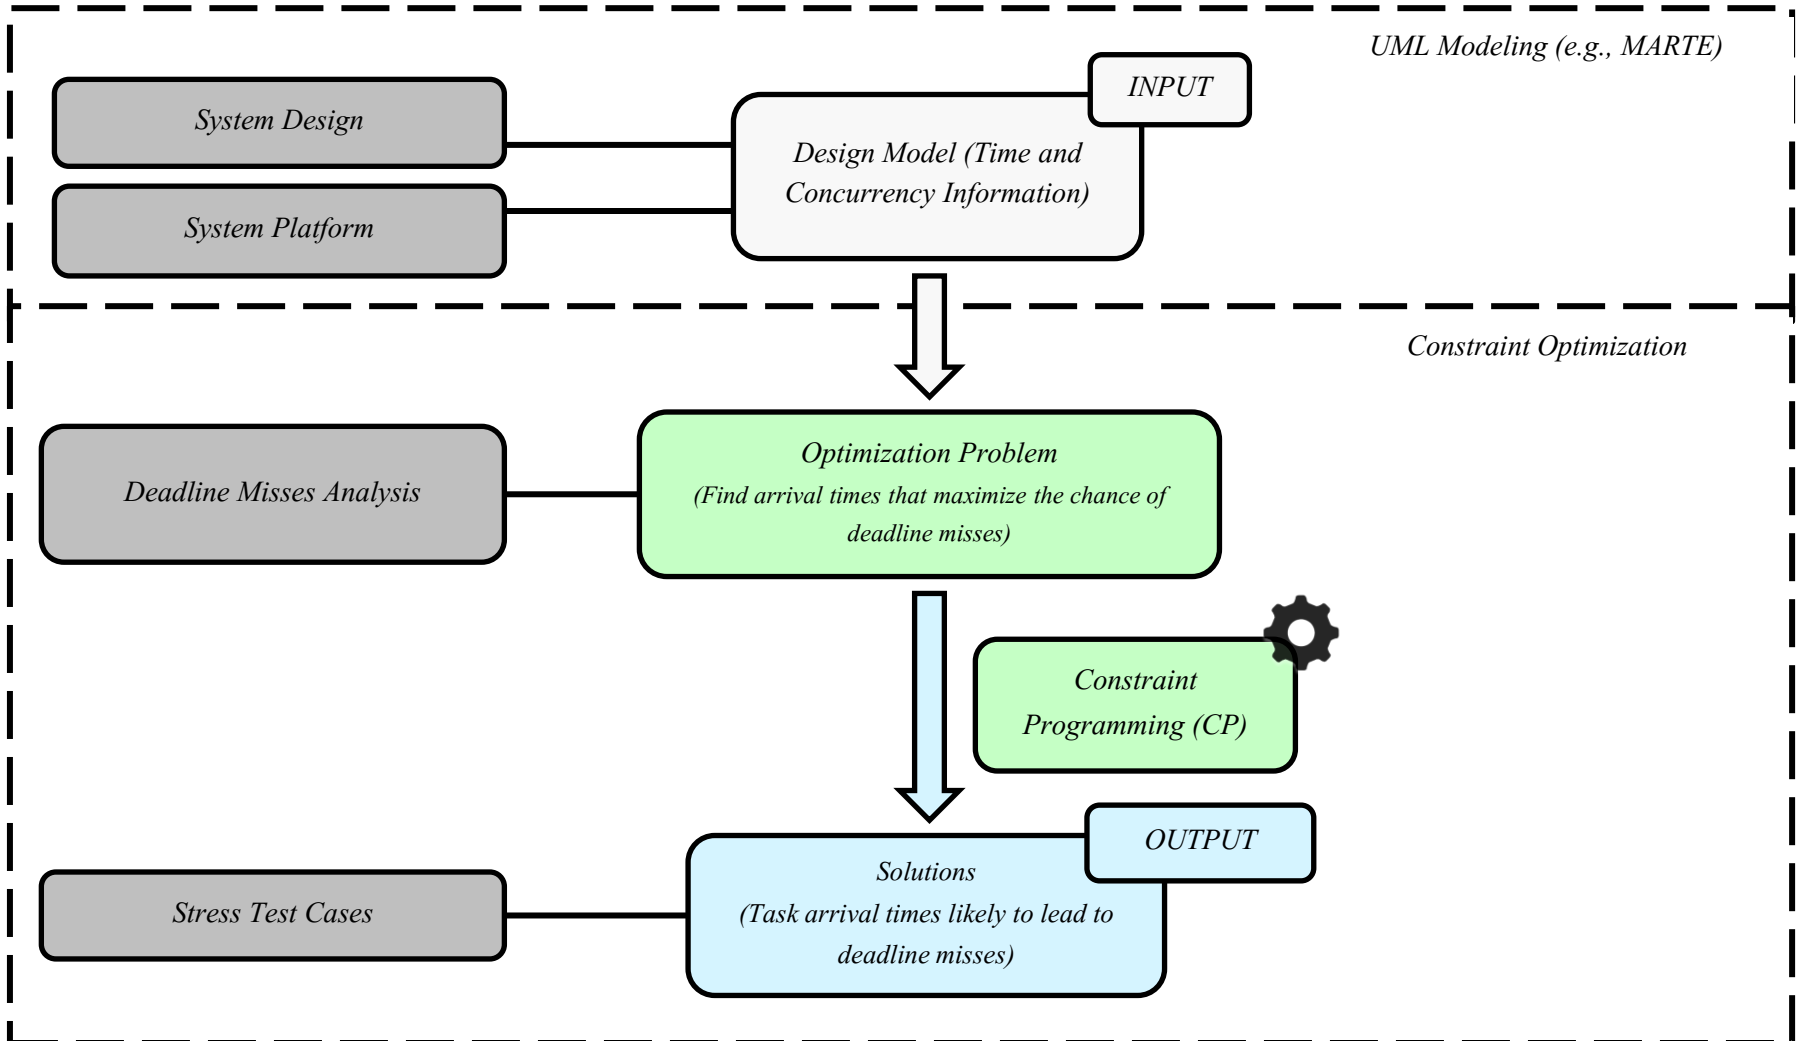 UML Modeling (e.g., MARTE)
INPUT
System Design
Design Model (Time and
Concurrency Information)
System Platform
Constraint Optimization
Deadline Misses Analysis
Optimization Problem
(Find arrival times that maximize the chance of
deadline misses)
Constraint
Programming (CP)
OUTPUT
Solutions
(Task arrival times likely to lead to
deadline misses)
Stress Test Cases